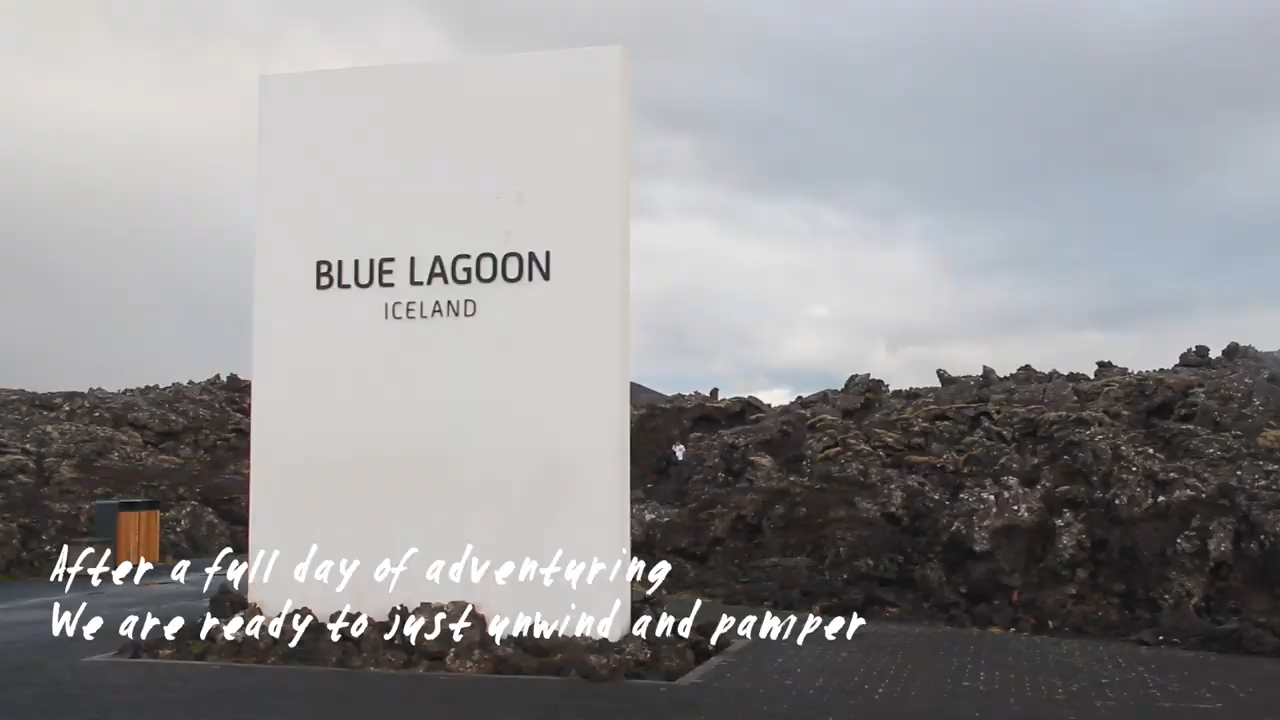 BLUE LAGOON
ICELAND
After a full day of adventuring
We are ready to just unwind and pamper